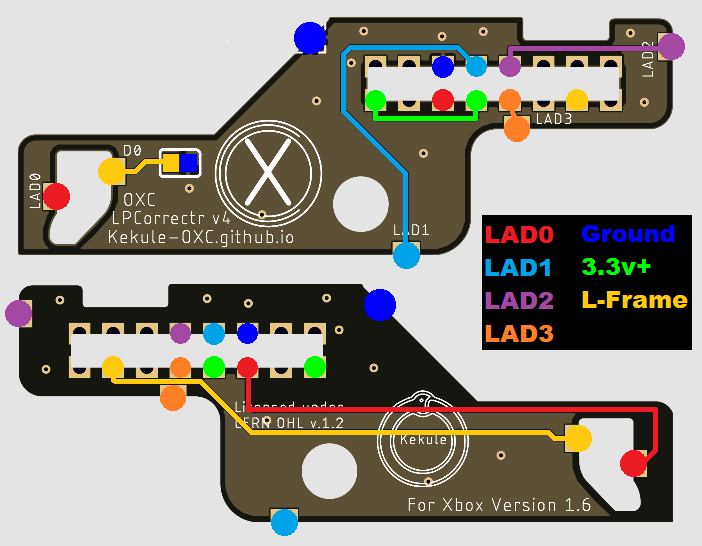 LAD2
LAD3
D0
LAD0
OXC
LPCorrectr v4
Kekule-OXC.github.io
LAD1
LAD0 Ground
LAD1 3.3v+
LAD2 L-Frame
LAD3
Licensed under
CERN OHL v.1.2
Kekule
For Xbox Version 1.6